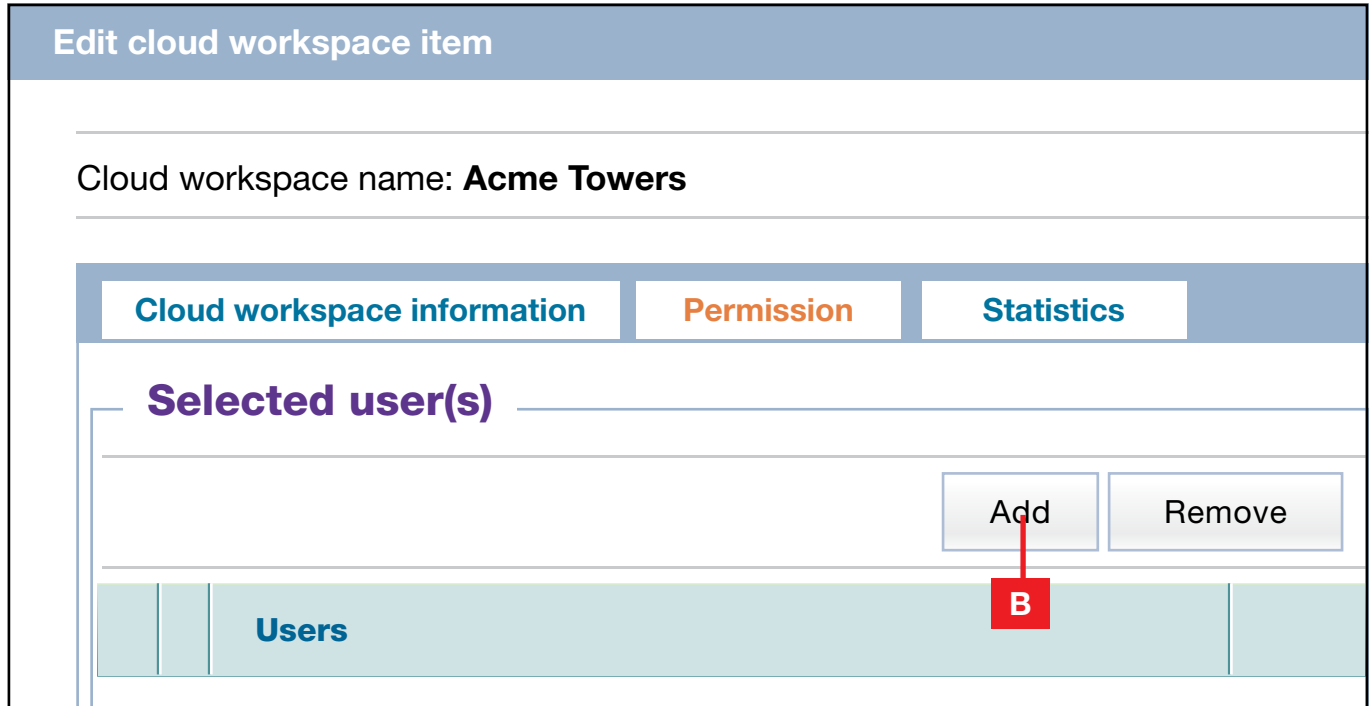 Edit cloud workspace item
Cloud workspace name: Acme Towers
Cloud workspace information Permission Statistics
Selected user(s)
Add Remove
B
Users